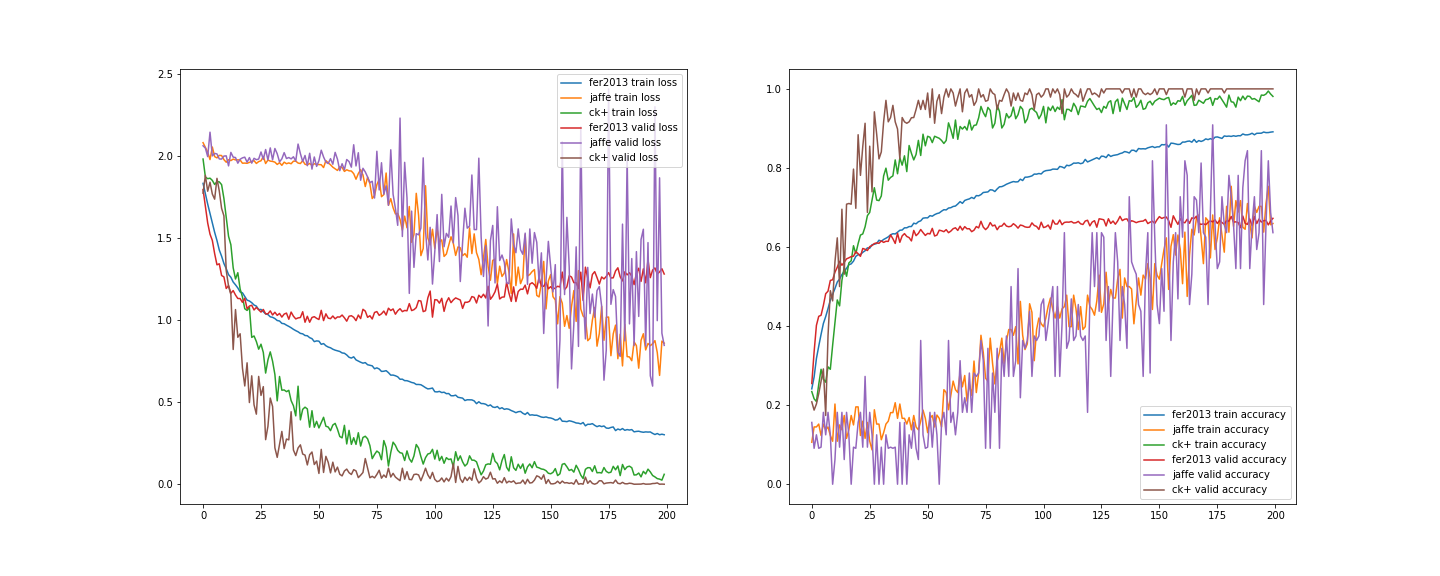 2.5
2.0
1.5
1.0
0.5
0.0
0
25
50
75
100
125
150
175
200
fer2013 train loss
jaffe train loss
ck+ train loss
fer2013 valid loss
jaffe valid loss
ck+ valid loss
1.0
0.8
0.6
0.4
0.2
0.0
0
25
50
75
100
125
150
175
200
fer2013 train accuracy
jaffe train accuracy
ck+ train accuracy
fer2013 valid accuracy
jaffe valid accuracy
ck+ valid accuracy